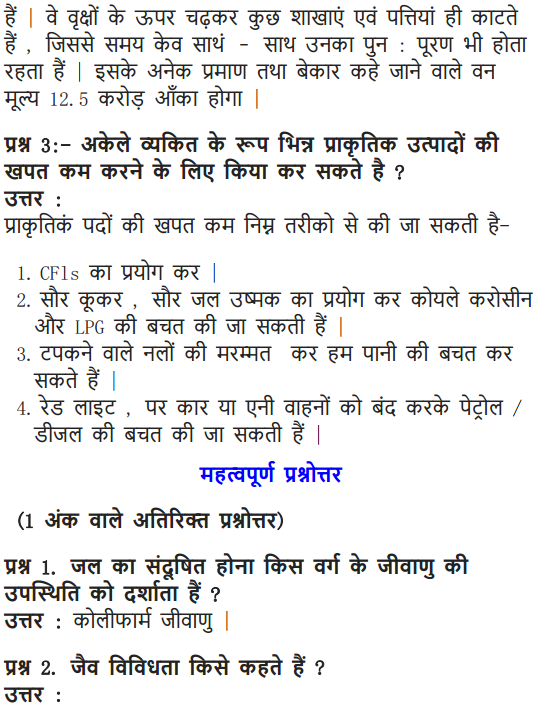 हैं | वे वृक्षों के ऊपर चढ़कर कुछ शाखाएं एवं पत्तियां ही काटते
हैं , जिससे समय केव साथं - साथ उनका पुन : पूरण भी होता
रहता हैं | इसके अनेक प्रमाण तथा बेकार कहे जाने वाले वन
मूल्य 12.5 करोड़ आँका होगा |
प्रश्न 3:- अकेले व्यकित के रूप भिन्न प्राकृतिक उत्पादों की
खपत कम करने के लिए किया कर सकते है ?
उत्तर :
प्राकृतिकं पदों की खपत कम निम्न तरीको से की जा सकती है-
1. CFls का प्रयोग कर |
2. सौर कूकर , सौर जल उष्मक का प्रयोग कर कोयले करोसीन
और LPG की बचत की जा सकती हैं |
3. टपकने वाले नलों की मरम्मत कर हम पानी की बचत कर
सकते हैं |
4. रेड लाइट , पर कार या एनी वाहनों को बंद करके पेट्रोल /
डीजल की बचत की जा सकती हैं |
महत्वपूर्ण प्रश्नोत्तर
(1 अंक वाले अतिरिक्त प्रश्नोत्तर)
प्रश्न 1. जल का संदूषित होना किस वर्ग के जीवाणु की
उपस्थिति को दर्शाता हैं ?
उत्तर : कोलीफार्म जीवाणु |
प्रश्न 2. जैव विविधता किसे कहते हैं ?
उत्तर :